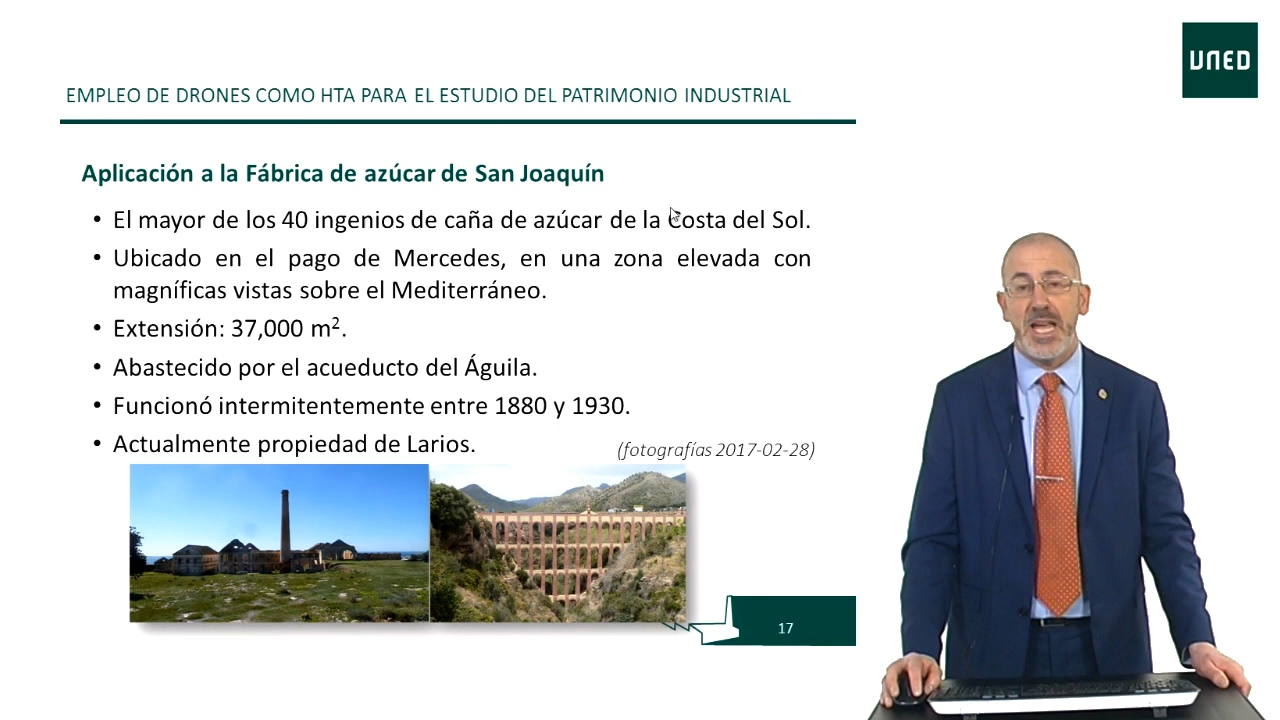 UNED
EMPLEO DE DRONES COMO HTA PARA EL ESTUDIO DEL PATRIMONIO INDUSTRIAL
Aplicación a la Fábrica de azúcar de San Joaquín
• El mayor de los 40 ingenios de caña de azúcar de la Costa del Sol.
• Ubicado en el pago de Mercedes, en una zona elevada con
magníficas vistas sobre el Mediterráneo.
• Extensión: 37,000 m².
• Abastecido por el acueducto del Águila.
• Funcionó intermitentemente entre 1880 y 1930.
• Actualmente propiedad de Larios.
(fotografías 2017-02-28)
17